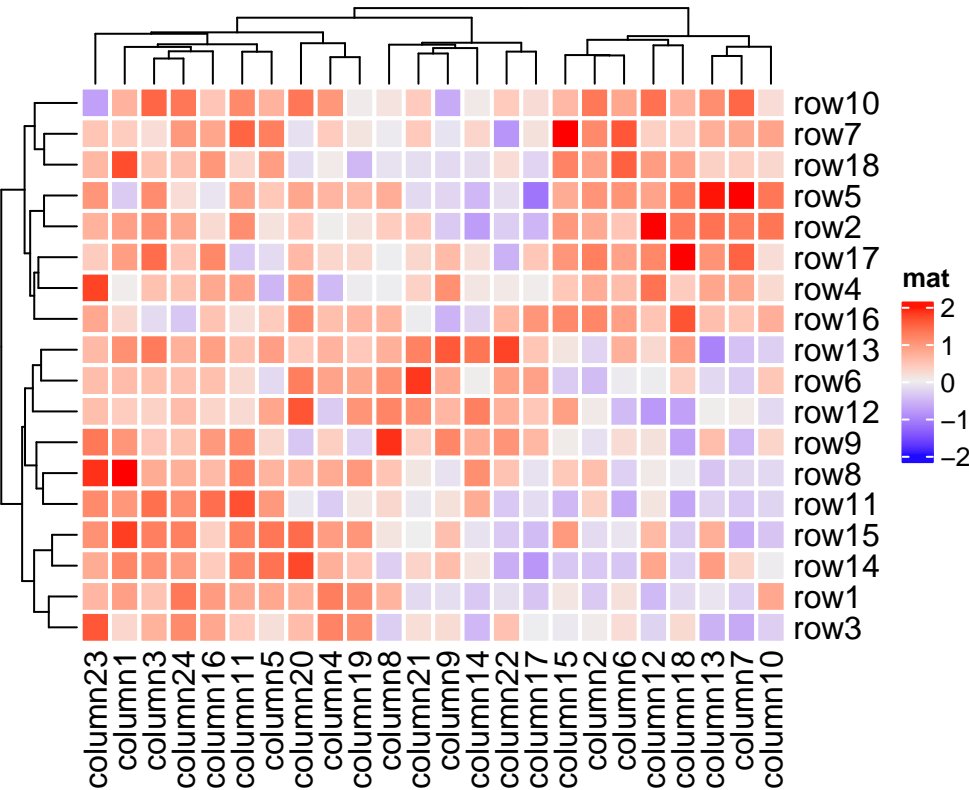 row10
row7
row18
row5
row2
row17
row4
row16
row13
row6
row12
row9
row8
row11
row15
row14
row1
row3
mat
2
1
0
−1
−2
column23
column1
column3
column24
column16
column11
column5
column20
column4
column19
column8
column21
column9
column14
column22
column17
column15
column2
column6
column12
column18
column13
column7
column10